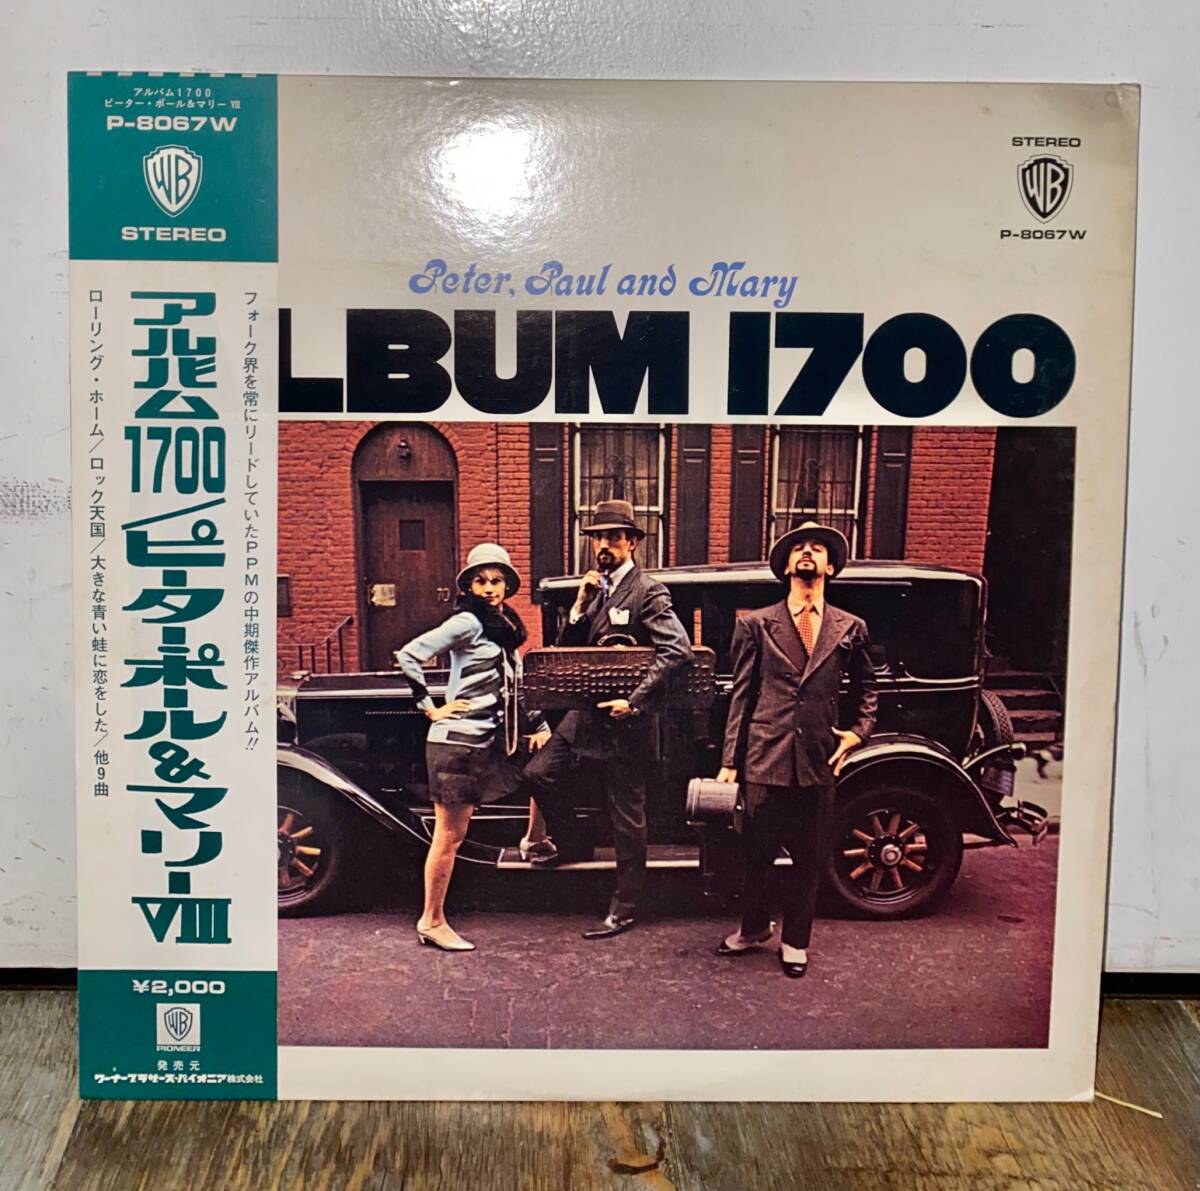 アルバム1700
ピーター・ポール&マリー Ⅷ
P-8067W
WB
STEREO
フォーク界を常にリードしていたPPMの中期傑作アルバム!!
アルバム1700/ピーター・ポール&マリーⅧ
ローリング・ホーム/ロック天国/大きな青い蛙に恋をした/他9曲
¥2,000
WB
PIONEER
発売元
ワーナーブラザーズ・パイオニア株式会社
STEREO
WB
P-8067W
Peter, Paul and Mary
LBUM 1700
70